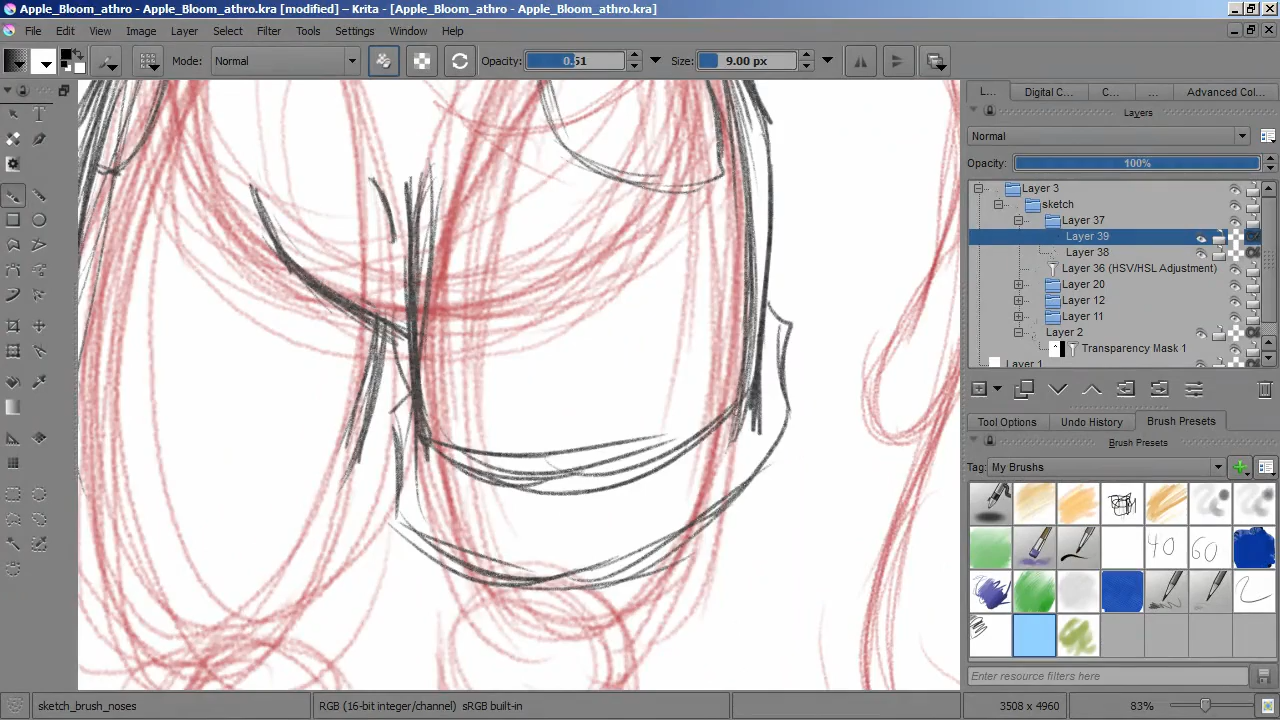 Apple_Bloom_athro - Apple_Bloom_athro.kra [modified] – Krita - [Apple_Bloom_athro - Apple_Bloom_athro.kra]
File Edit View Image Layer Select Filter Tools Settings Window Help
Mode: Normal Opacity: 0.51 Size: 9.00 px
L... Digital C... C... ... Advanced Col...
Layers
Normal
Opacity: 100%
Layer 3
sketch
Layer 37
Layer 39
Layer 38
Layer 36 (HSV/HSL Adjustment)
Layer 20
Layer 12
Layer 11
Layer 2
Transparency Mask 1
Layer 1
Tool Options Undo History Brush Presets
Brush Presets
Tag: My Brushes
40 60
Enter resource filters here
sketch_brush_noses RGB (16-bit integer/channel) sRGB built-in 3508 x 4960 83%